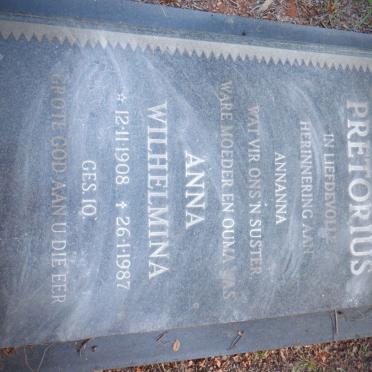 PRETORIUS
IN LIEFDEVOLLE
HERINNERING AAN
ANNANNA
WAT VIR ONS 'N SUSTER
WARE MOEDER EN OUMA WAS
ANNA
WILHELMINA
* 12·11·1908 ✝ 26·1·1987
GES. 10
GROTE GOD AAN U DIE EER